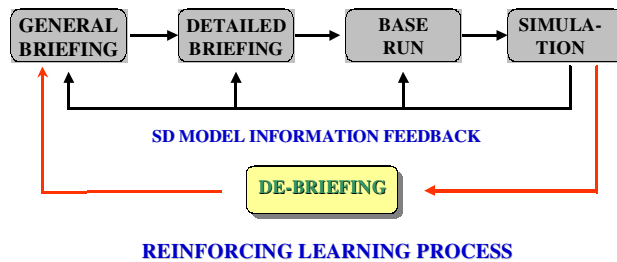 GENERAL
BRIEFING
DETAILED
BRIEFING
BASE
RUN
SIMULA-
TION
SD MODEL INFORMATION FEEDBACK
DE-BRIEFING
REINFORCING LEARNING PROCESS